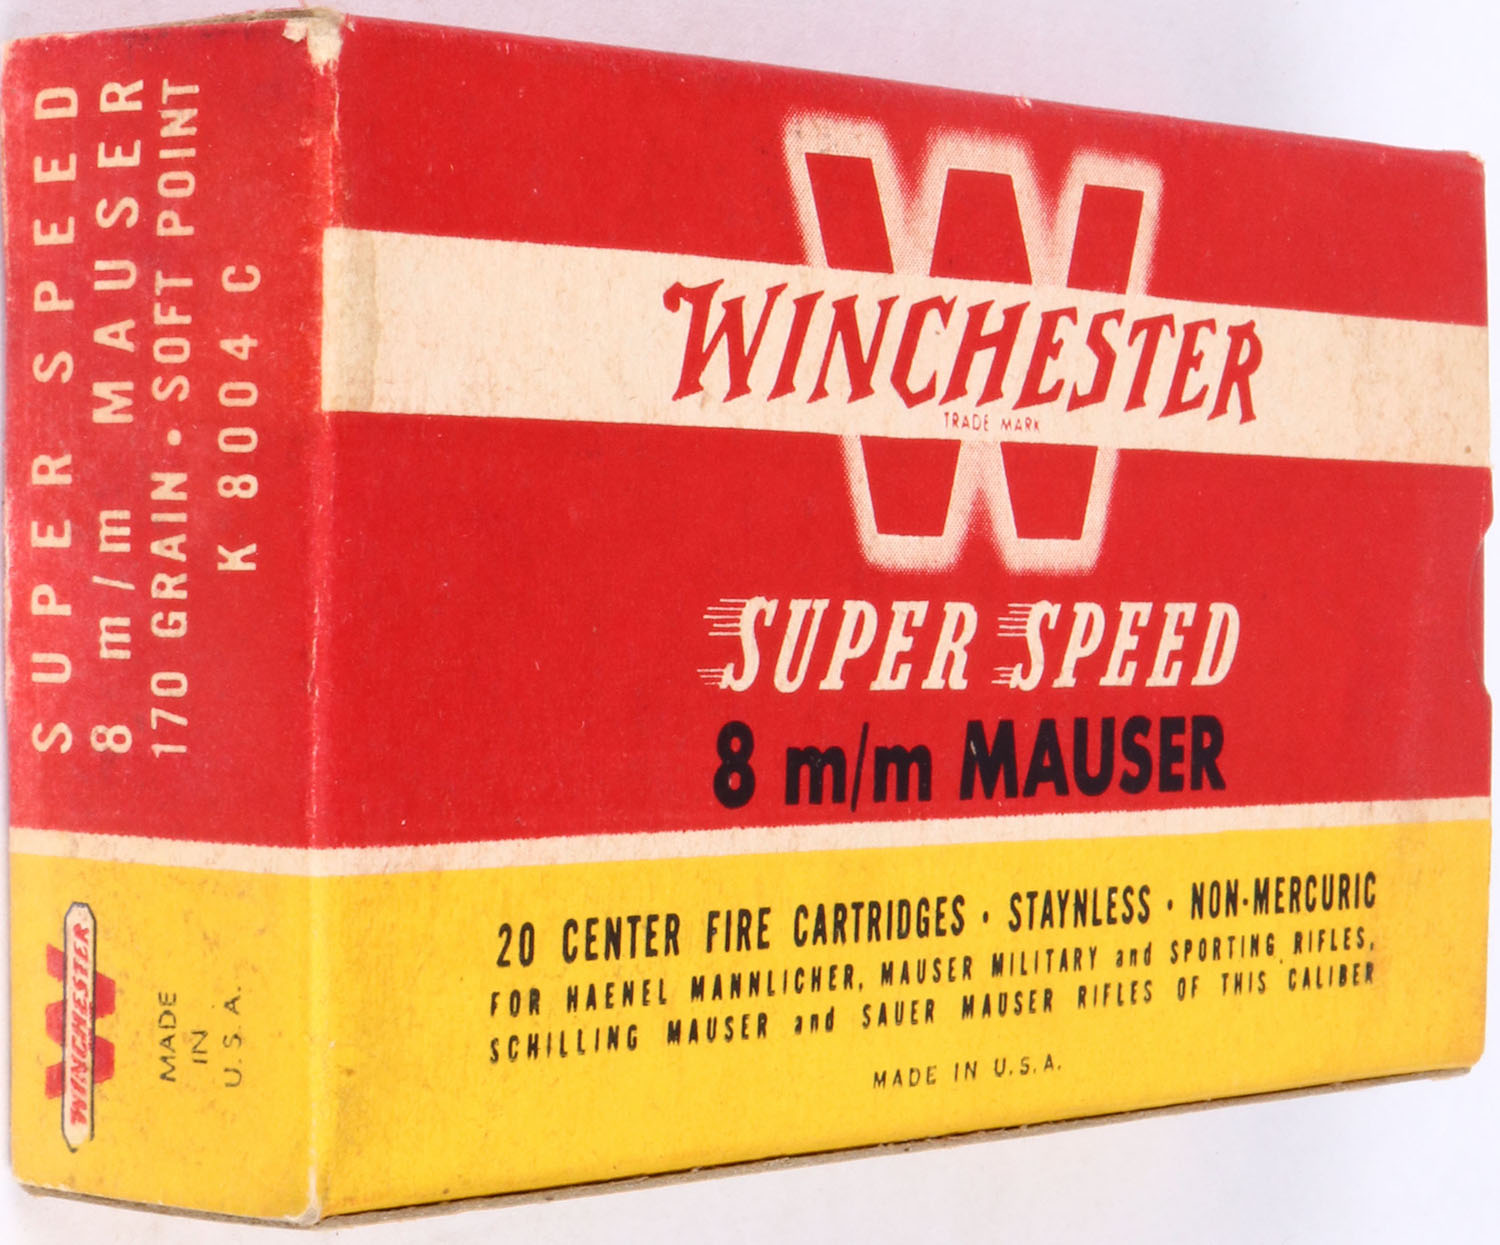 SUPER SPEED
8 m/m MAUSER
170 GRAIN • SOFT POINT
K 8004 C
WINCHESTER
MADE
IN
U.S.A.
W
WINCHESTER
TRADE MARK
SUPER SPEED
8 m/m MAUSER
20 CENTER FIRE CARTRIDGES • STAYNLESS • NON-MERCURIC
FOR HAENEL MANNLICHER, MAUSER MILITARY and SPORTING RIFLES,
SCHILLING MAUSER and SAUER MAUSER RIFLES OF THIS CALIBER
MADE IN U.S.A.